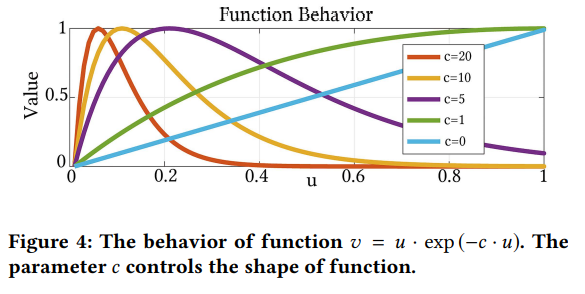 Function Behavior
Value
1
0.5
0
c=20
c=10
c=5
c=1
c=0
0 0.2 0.4 0.6 0.8 1
u
Figure 4: The behavior of function v = u · exp (−c · u). The
parameter c controls the shape of function.